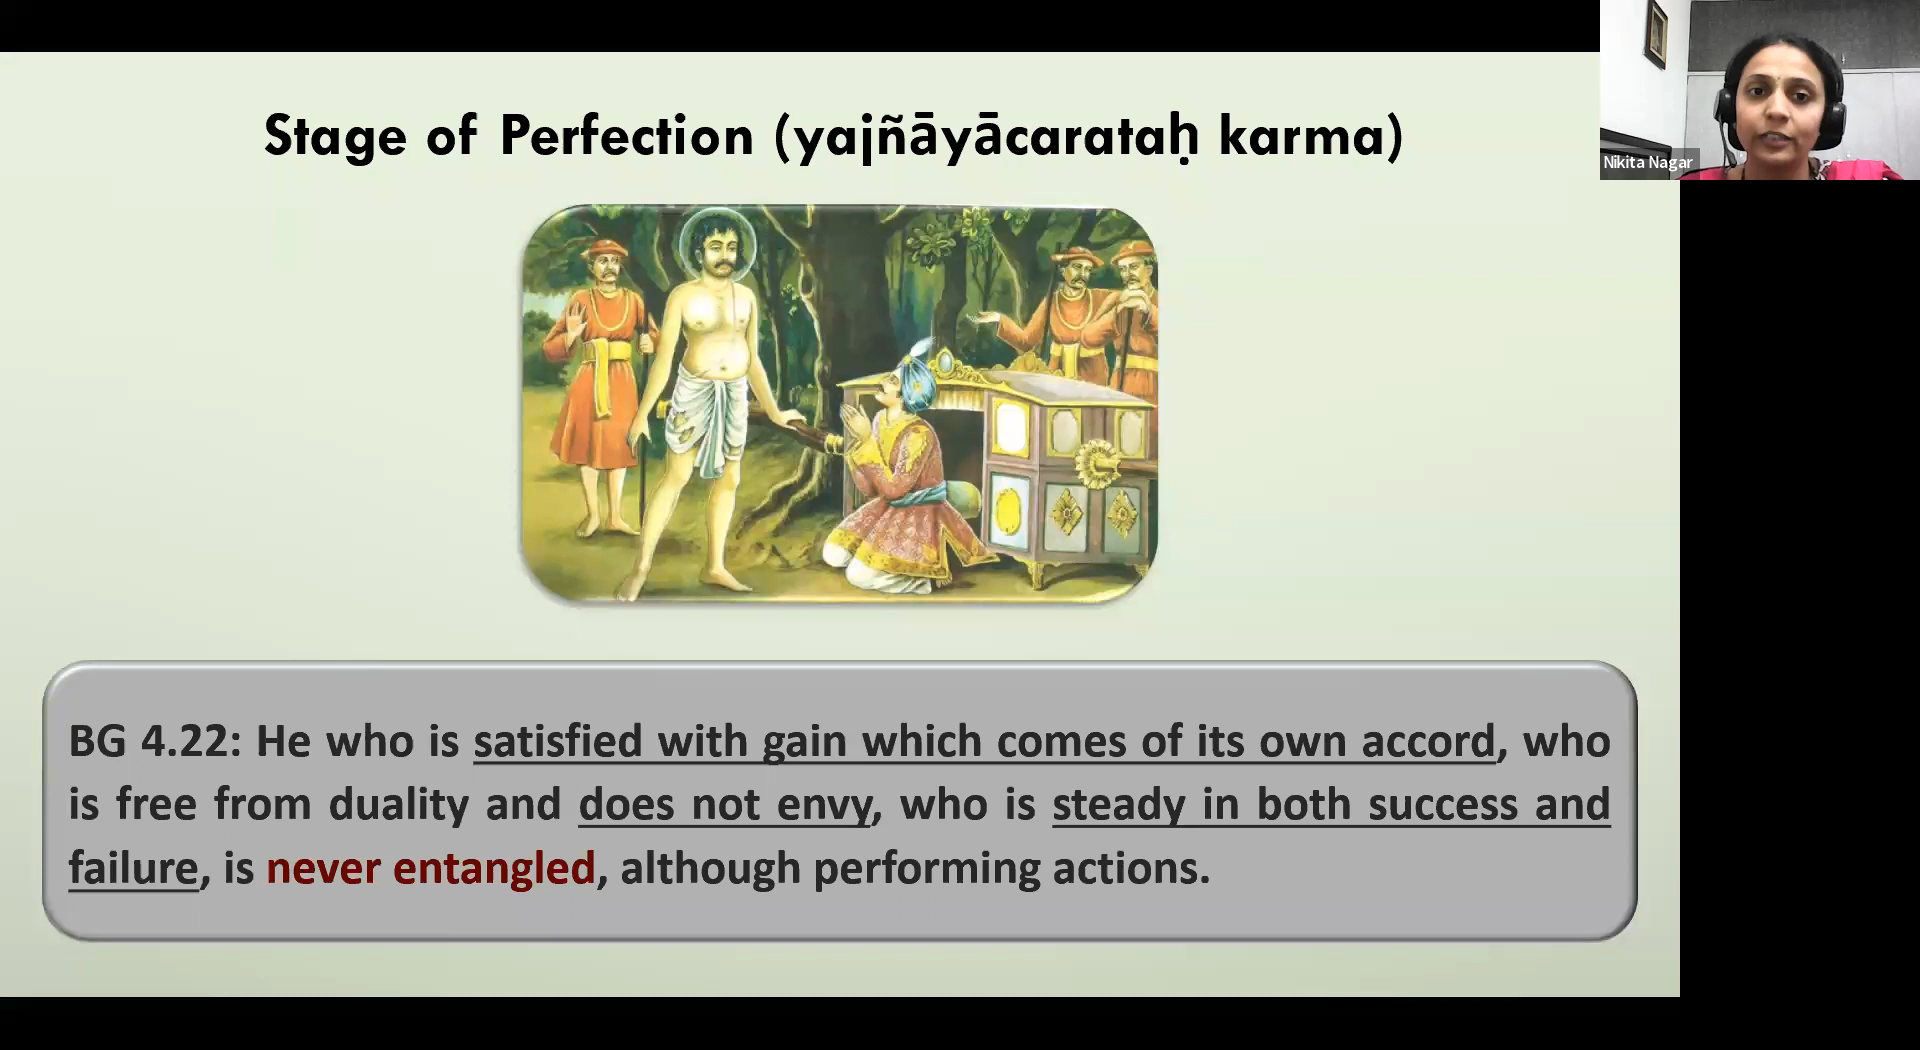 Stage of Perfection (yajñāyācarataḥ karma)
Nikita Nagar
BG 4.22: He who is satisfied with gain which comes of its own accord, who
is free from duality and does not envy, who is steady in both success and
failure, is never entangled, although performing actions.